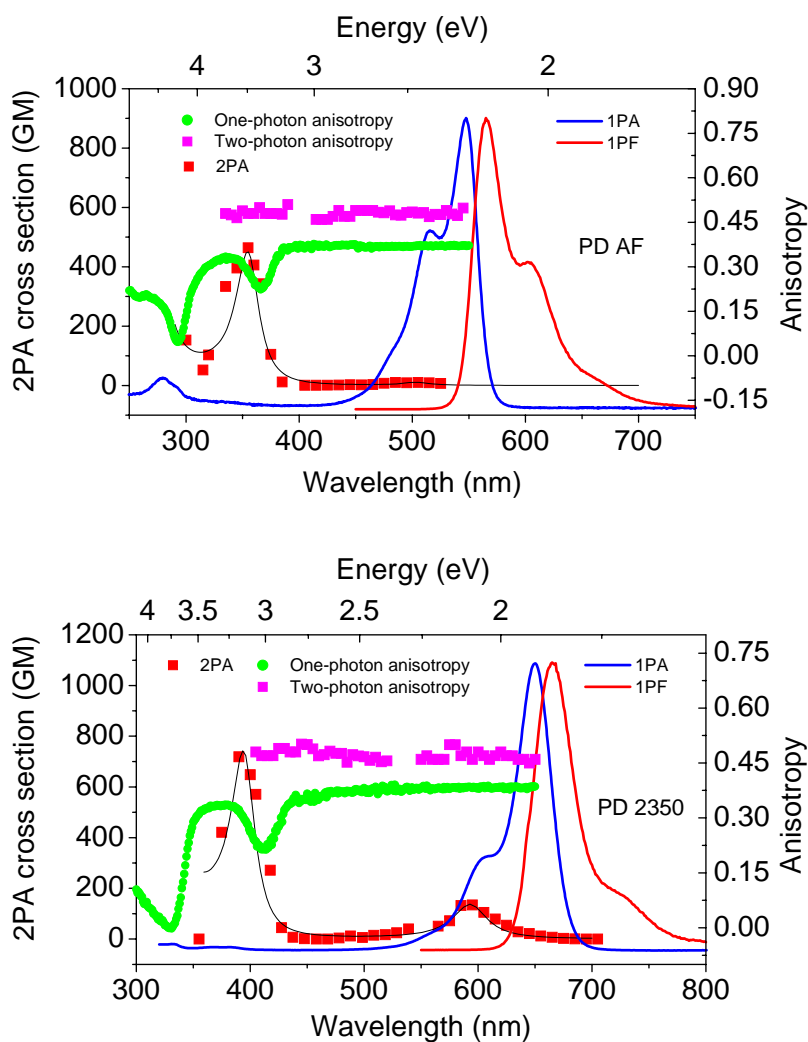 Energy (eV)
4 3 2
1000 0.90
One-photon anisotropy 1PA
800 0.75
Two-photon anisotropy 1PF
2PA 0.60
600
0.45
PD AF
400 0.30
200 0.15
0.00
0
-0.15
2PA cross section (GM)
Anisotropy
300 400 500 600 700
Wavelength (nm)
Energy (eV)
4 3.5 3 2.5 2
1200
0.75
2PA One-photon anisotropy 1PA
1000
Two-photon anisotropy 1PF
0.60
800
0.45
600
PD 2350
0.30
400
200 0.15
0 0.00
2PA cross section (GM)
Anisotropy
300 400 500 600 700 800
Wavelength (nm)